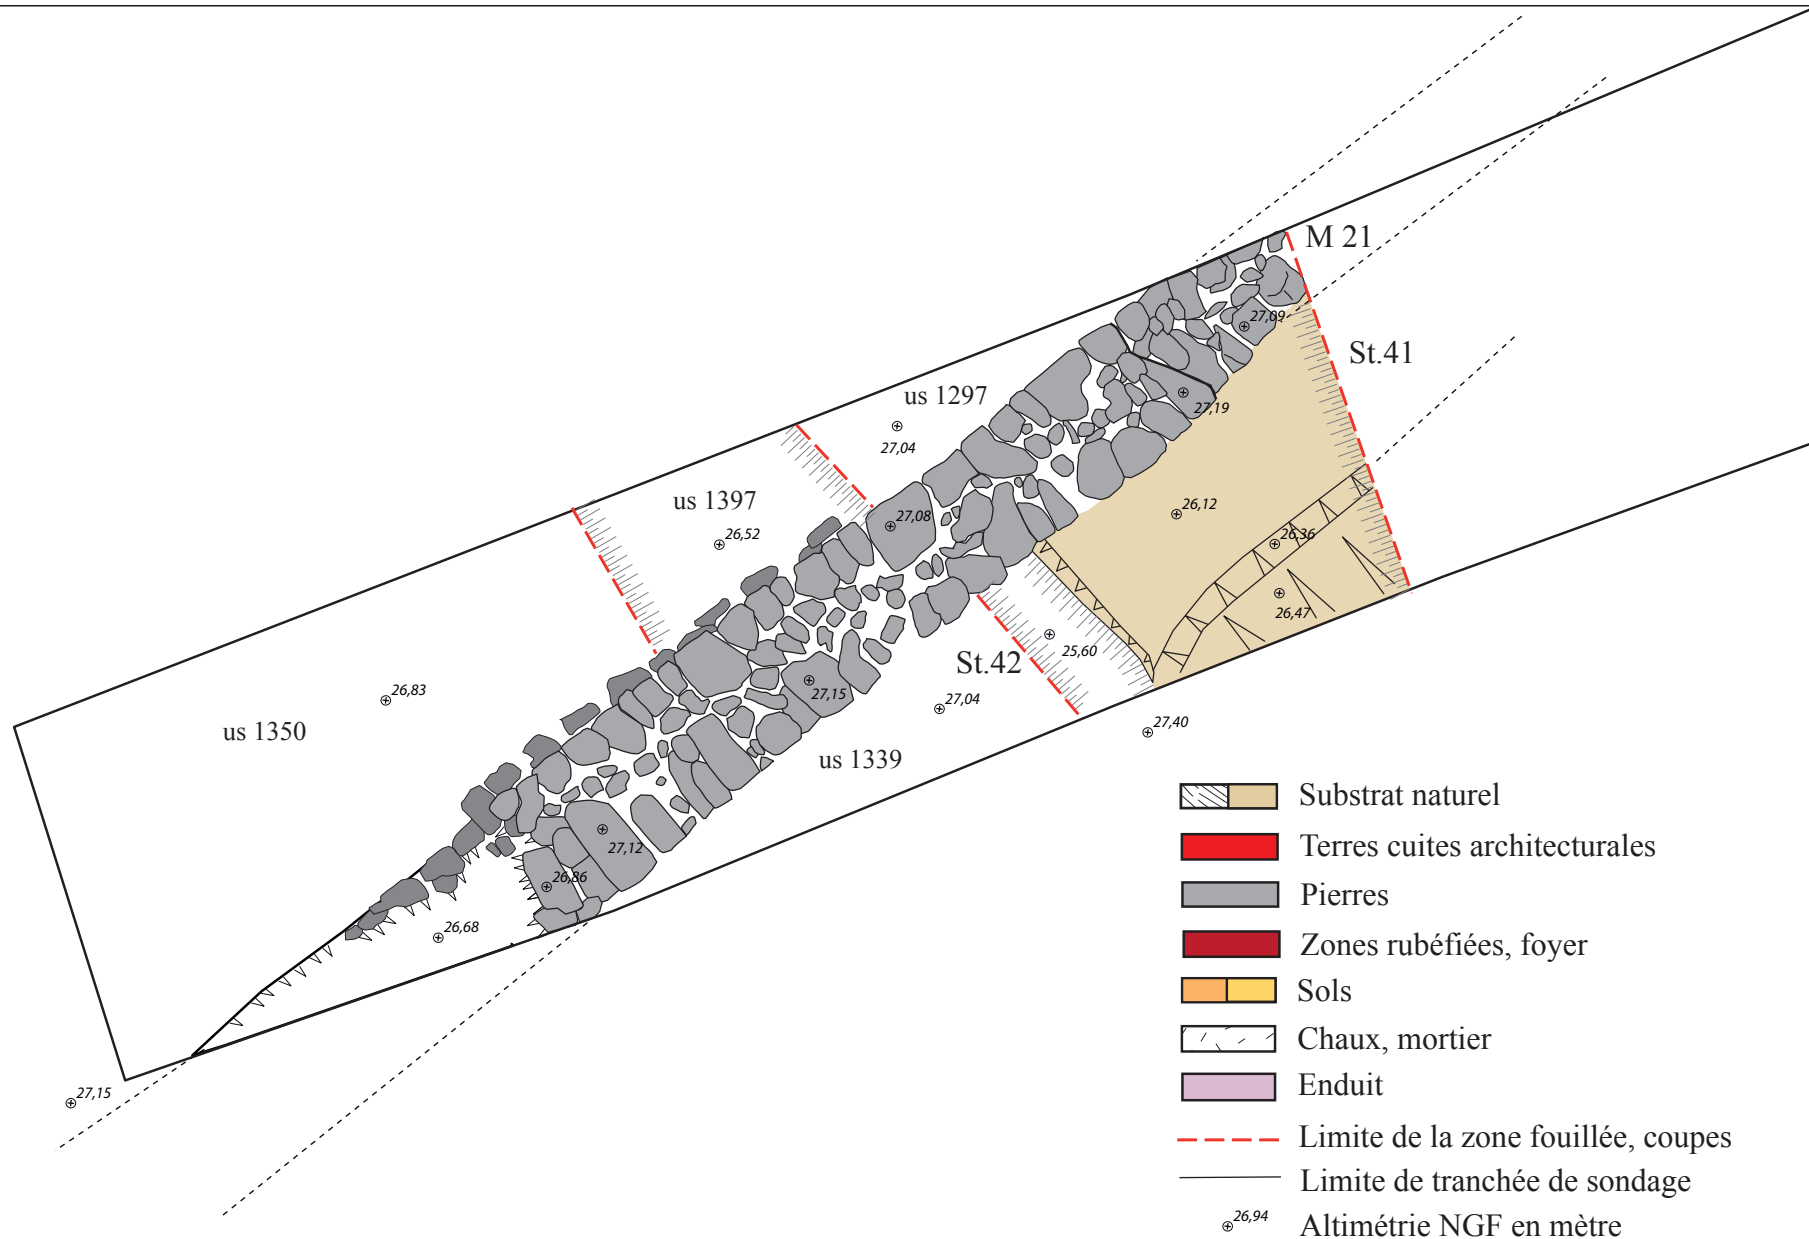 M 21
27,09
St.41
us 1297
27,04
27,19
us 1397
26,52
27,08
26,12
26,36
26,47
25,60
St.42
27,15
27,04
26,83
us 1350
27,40
us 1339
27,12
26,86
26,68
27,15
Substrat naturel
Terres cuites architecturales
Pierres
Zones rubéfiées, foyer
Sols
Chaux, mortier
Enduit
Limite de la zone fouillée, coupes
Limite de tranchée de sondage
26,94 Altimétrie NGF en mètre